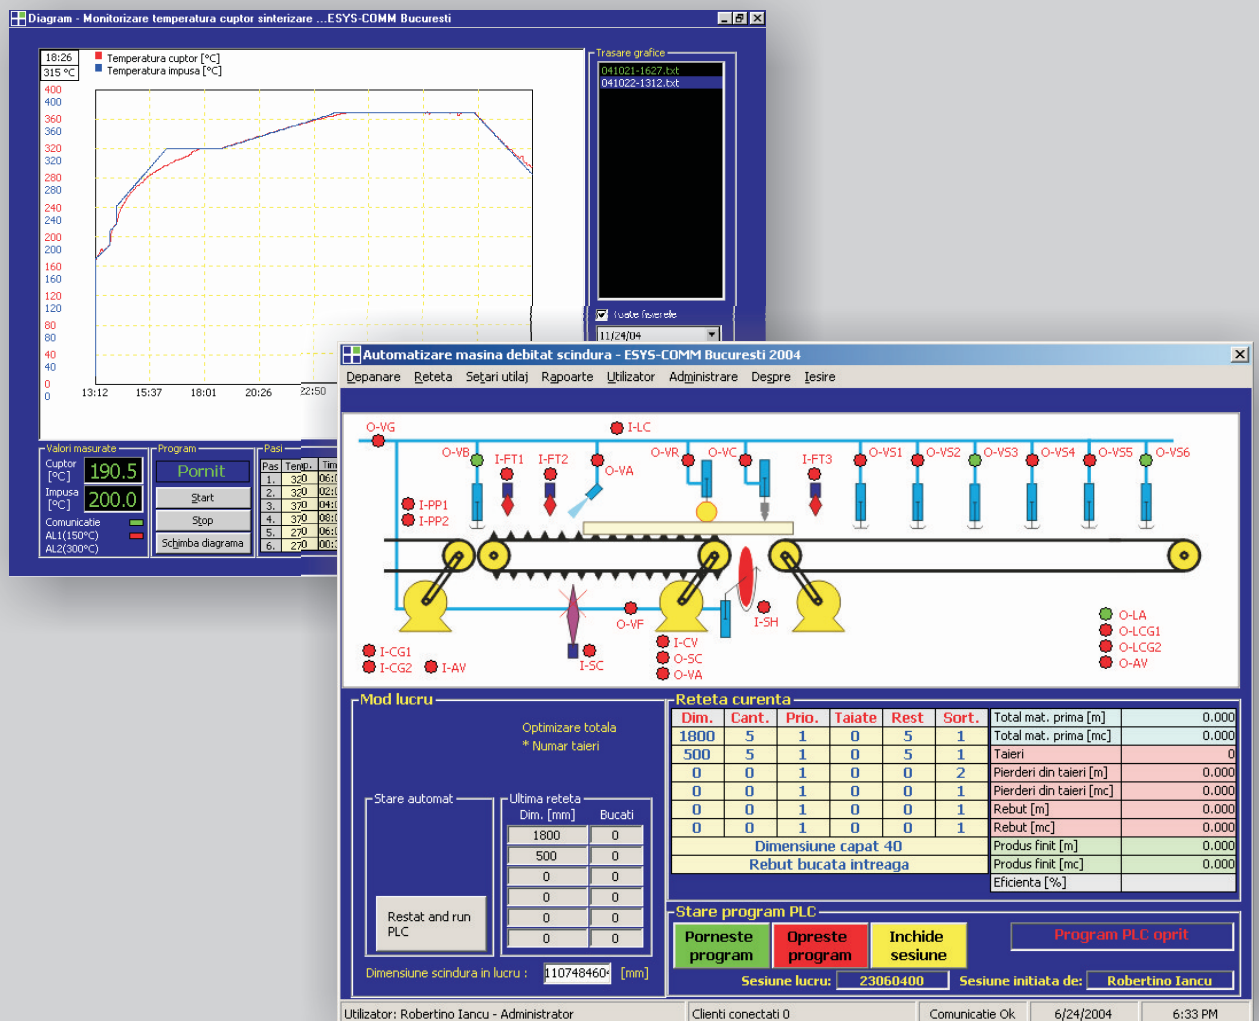 Diagram - Monitorizare temperatura cuptor sinterizare ...ESYS-COMM Bucuresti
18:26
315 °C
Temperatura cuptor [°C]
Temperatura impusa [°C]
400
400
360
360
320
320
280
280
240
240
200
200
160
160
120
120
80
80
40
40
0
0
13:12 15:37 18:01 20:26 22:50
Trasare grafice
041021-1627.txt
041022-1312.txt
Toate fisierele
11/24/04
Valori masurate
Cuptor [°C] 190.5
Impusa [°C] 200.0
Comunicatie
AL1(150°C)
AL2(300°C)
Program
Pornit
Start
Stop
Schimba diagrama
Pasi
Pas Temp.
1. 320
2. 320
3. 370
4. 370
5. 270
6. 270
Automatizare masina debitat scindura - ESYS-COMM Bucuresti 2004
Depanare Reteta Setari utilaj Rapoarte Utilizator Administrare Despre Iesire
O-VG
I-LC
O-VB
I-FT1
I-FT2
O-VA
O-VR
O-VC
I-FT3
O-VS1
O-VS2
O-VS3
O-VS4
O-VS5
O-VS6
I-PP1
I-PP2
O-VF
I-SH
I-SC
I-CG1
I-CG2
I-AV
I-CV
O-SC
O-VA
O-LA
O-LCG1
O-LCG2
O-AV
Mod lucru
Optimizare totala
* Numar taieri
Stare automat
Restat and run PLC
Ultima reteta
Dim. [mm] Bucati
1800 0
500 0
0 0
0 0
0 0
0 0
Dimensiune scindura in lucru : 110748460 [mm]
Reteta curenta
Dim. Cant. Prio. Taiate Rest Sort.
1800 5 1 0 5 1
500 5 1 0 5 1
0 0 1 0 0 2
0 0 1 0 0 1
0 0 1 0 0 1
0 0 1 0 0 1
Dimensiune capat 40
Rebut bucata intreaga
Total mat. prima [m] 0.000
Total mat. prima [mc] 0.000
Taieri 0
Pierderi din taieri [m] 0.000
Pierderi din taieri [mc] 0.000
Rebut [m] 0.000
Rebut [mc] 0.000
Produs finit [m] 0.000
Produs finit [mc] 0.000
Eficienta [%]
Stare program PLC
Porneste program
Opreste program
Inchide sesiune
Program PLC oprit
Sesiune lucru: 23060400 Sesiune initiata de: Robertino Iancu
Utilizator: Robertino Iancu - Administrator Clienti conectati 0 Comunicatie Ok 6/24/2004 6:33 PM